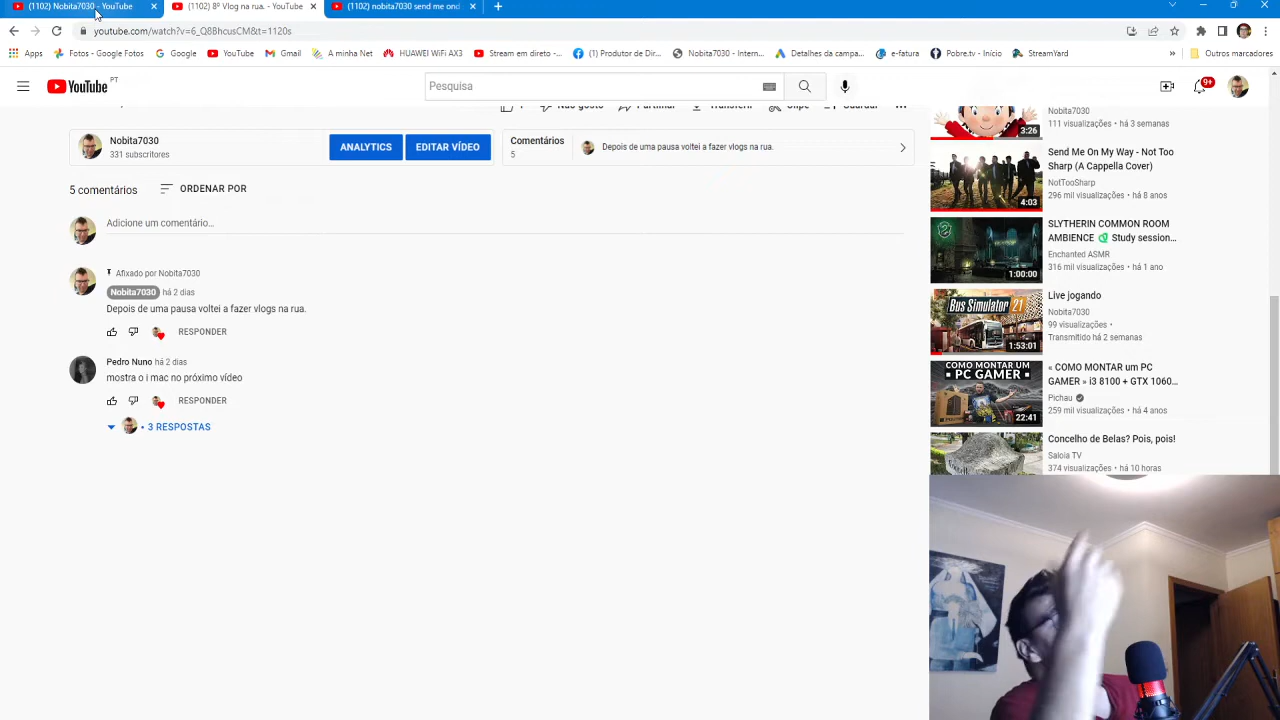 (1102) Nobita7030 - YouTube
(1102) 8º Vlog na rua. - YouTube
(1102) nobita7030 send me ond
youtube.com/watch?v=6_Q8BhcusCM&t=1120s
Apps
Fotos - Google Fotos
Google
YouTube
Gmail
A minha Net
HUAWEI WiFi AX3
Stream em direto -...
(1) Produtor de Dir...
Nobita7030 - Intern...
Detalhes da campa...
e-fatura
Pobre.tv - Início
StreamYard
»
Outros marcadores
YouTube PT
Pesquisa
9+
Nobita7030
331 subscritores
ANALYTICS
EDITAR VÍDEO
Comentários
5
Depois de uma pausa voltei a fazer vlogs na rua.
5 comentários
ORDENAR POR
Adicione um comentário...
Afixado por Nobita7030
Nobita7030 há 2 dias
Depois de uma pausa voltei a fazer vlogs na rua.
RESPONDER
Pedro Nuno há 2 dias
mostra o i mac no próximo vídeo
RESPONDER
• 3 RESPOSTAS
3:26
Nobita7030
111 visualizações • há 3 semanas
4:03
Send Me On My Way - Not Too
Sharp (A Cappella Cover)
NotTooSharp
296 mil visualizações • há 8 anos
1:00:00
SLYTHERIN COMMON ROOM
AMBIENCE Study session...
Enchanted ASMR
316 mil visualizações • há 1 ano
Bus Simulator 21
1:53:01
Live jogando
Nobita7030
99 visualizações •
Transmitido há 2 semanas
COMO MONTAR UM
PC GAMER
22:41
« COMO MONTAR um PC
GAMER » i3 8100 + GTX 1060...
Pichau
259 mil visualizações • há 4 anos
Concelho de Belas? Pois, pois!
Saloia TV
374 visualizações • há 10 horas